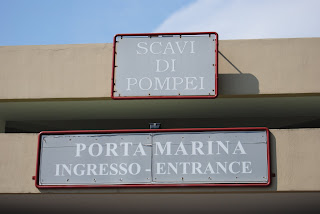 SCAVI
DI
POMPEI
PORTA MARINA
INGRESSO - ENTRANCE